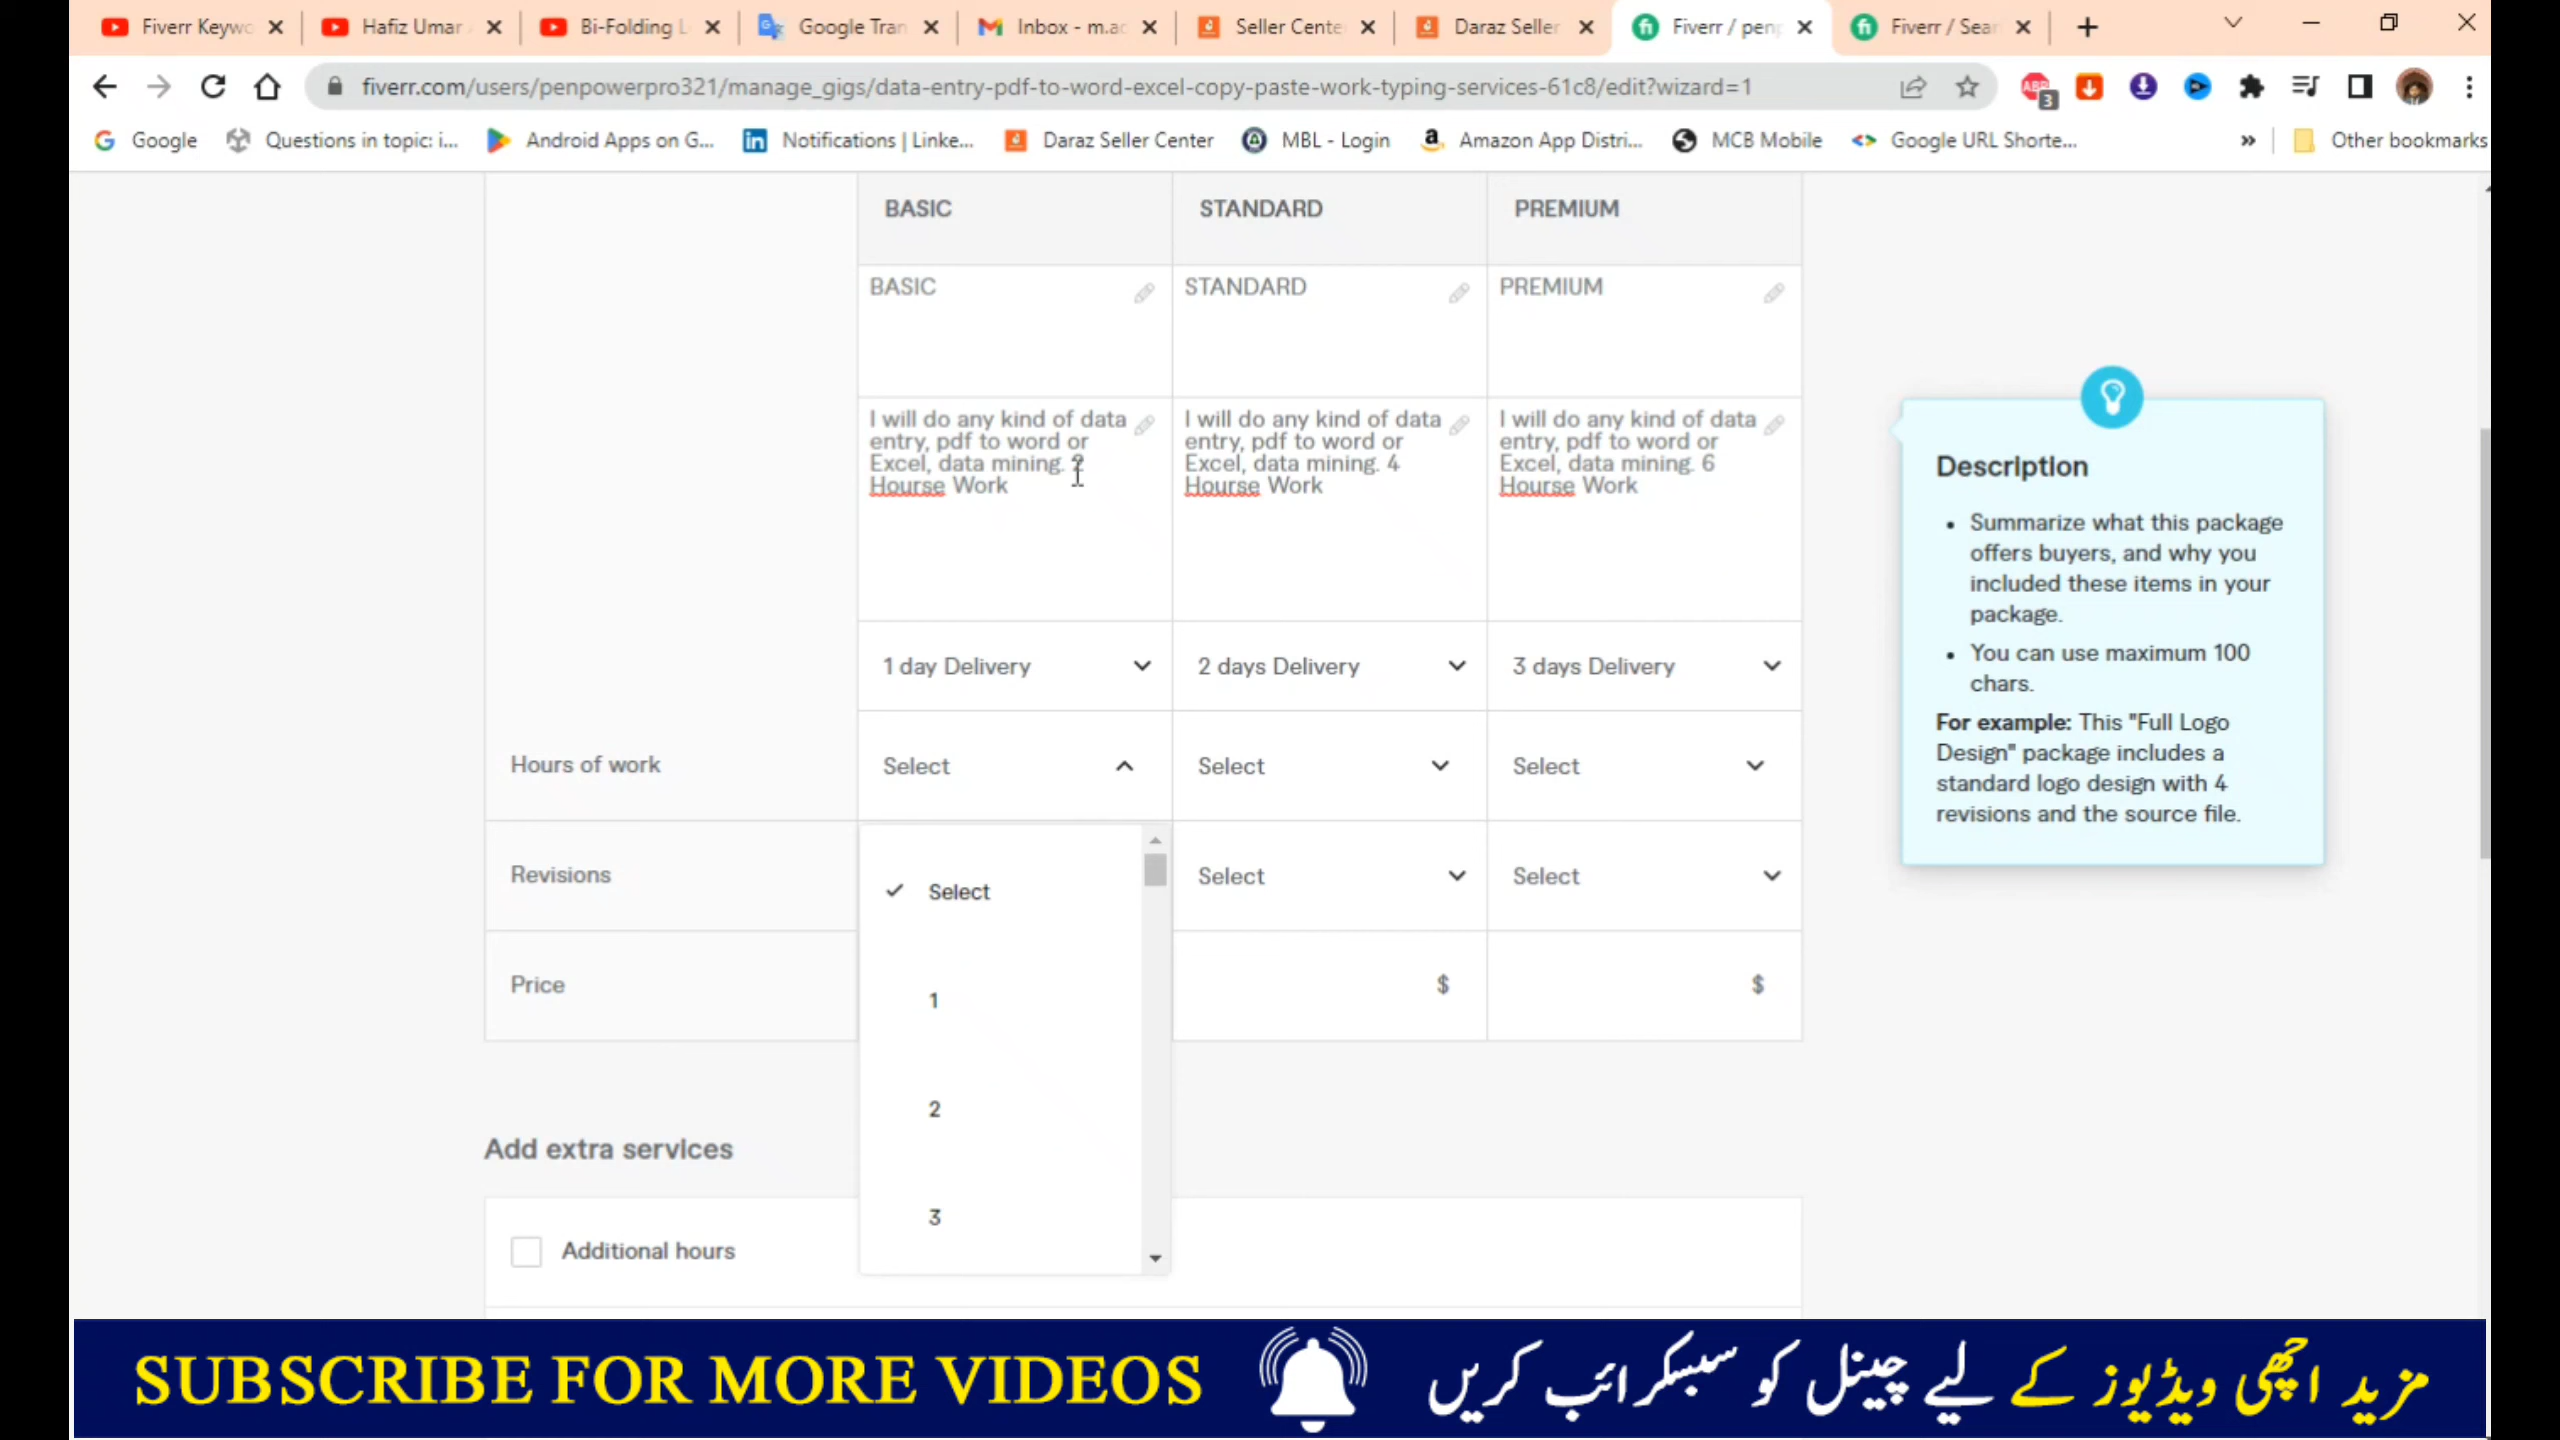 Fiverr Keywo
Hafiz Umar
Bi-Folding L
Google Tran
Inbox - m.ac
Seller Cente
Daraz Seller
Fiverr / penp
Fiverr / Sear
fiverr.com/users/penpowerpro321/manage_gigs/data-entry-pdf-to-word-excel-copy-paste-work-typing-services-61c8/edit?wizard=1
ABP
3
Google
Questions in topic: i...
Android Apps on G...
Notifications | Linke...
Daraz Seller Center
MBL - Login
Amazon App Distri...
MCB Mobile
Google URL Shorte...
»
Other bookmarks
BASIC
STANDARD
PREMIUM
BASIC
STANDARD
PREMIUM
I will do any kind of data
entry, pdf to word or
Excel, data mining. 2
Hourse Work
I will do any kind of data
entry, pdf to word or
Excel, data mining. 4
Hourse Work
I will do any kind of data
entry, pdf to word or
Excel, data mining. 6
Hourse Work
1 day Delivery
2 days Delivery
3 days Delivery
Hours of work
Select
Select
Select
Revisions
Select
Select
Price
$
$
Select
1
2
3
Add extra services
Additional hours
Description
• Summarize what this package
offers buyers, and why you
included these items in your
package.
• You can use maximum 100
chars.
For example: This "Full Logo
Design" package includes a
standard logo design with 4
revisions and the source file.
SUBSCRIBE FOR MORE VIDEOS
مزید اچھی ویڈیوز کے لیے چینل کو سبسکرائب کریں